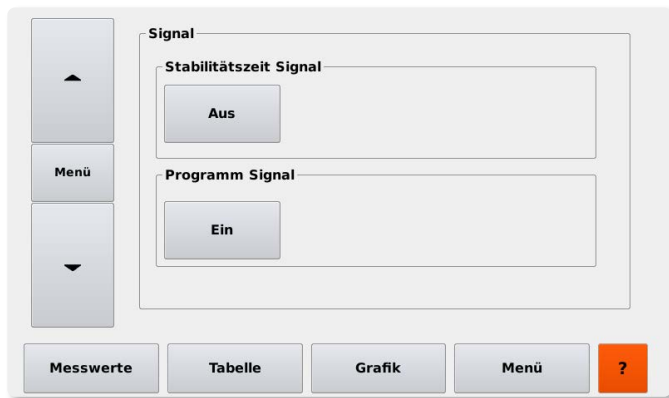 Signal
Stabilitätszeit Signal
Aus
Menü
Programm Signal
Ein
Messwerte Tabelle Grafik Menü ?